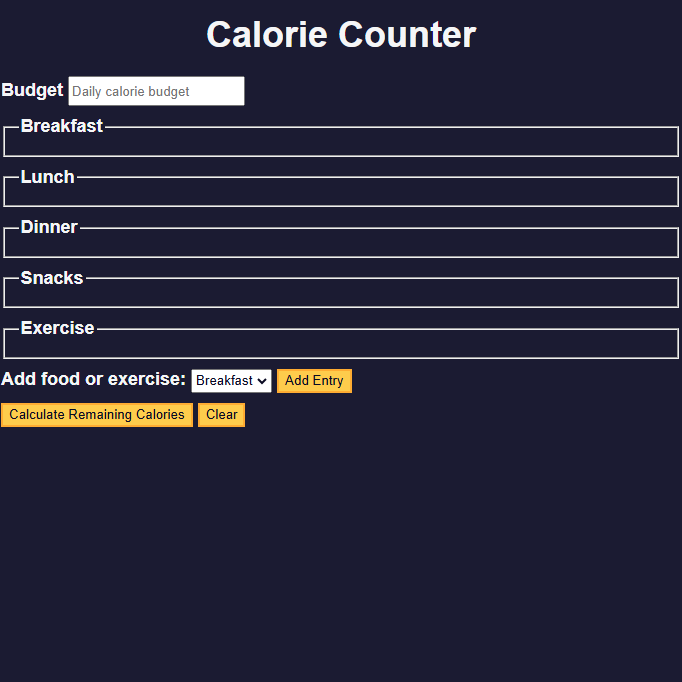 Calorie Counter
Budget Daily calorie budget
Breakfast
Lunch
Dinner
Snacks
Exercise
Add food or exercise: Breakfast Add Entry
Calculate Remaining Calories Clear